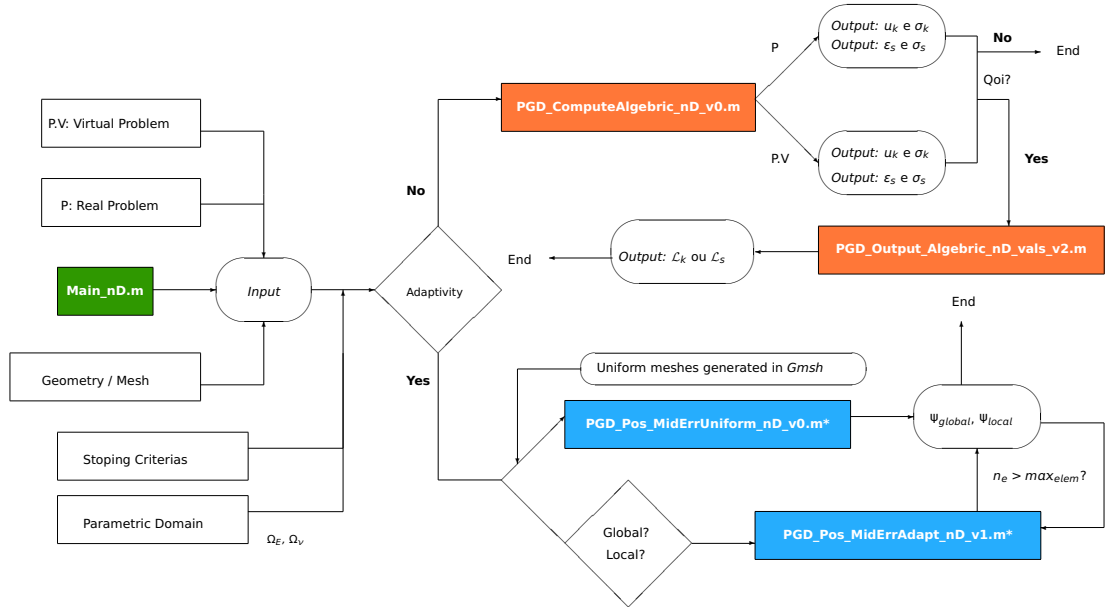 P.V: Virtual Problem
P: Real Problem
Main_nD.m
Input
Geometry / Mesh
Stoping Criterias
Parametric Domain
Ω_E, Ω_ν
Adaptivity
No
Yes
PGD_ComputeAlgebric_nD_v0.m
P
P.V
Output: u_k e σ_k
Output: ε_s e σ_s
Output: u_k e σ_k
Output: ε_s e σ_s
No
End
Qoi?
Yes
PGD_Output_Algebric_nD_vals_v2.m
Output: ℒ_k ou ℒ_s
End
Uniform meshes generated in Gmsh
PGD_Pos_MidErrUniform_nD_v0.m*
Global?
Local?
PGD_Pos_MidErrAdapt_nD_v1.m*
End
Ψ_global, Ψ_local
n_e > max_elem?